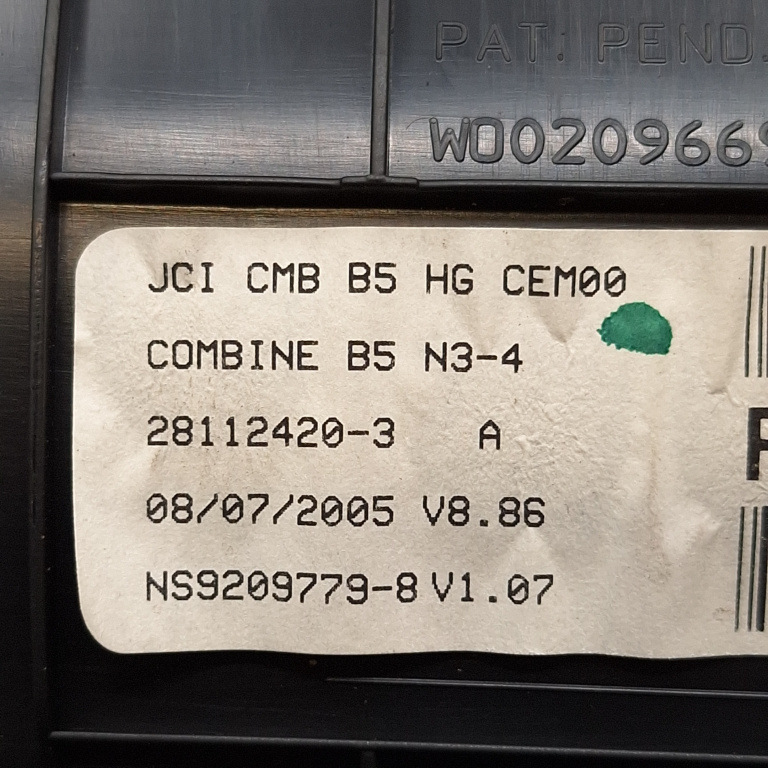 PAT. PEND.
W00209669
JCI CMB B5 HG CEM00
COMBINE B5 N3-4
28112420-3 A
08/07/2005 V8.86
NS9209779-8 V1.07